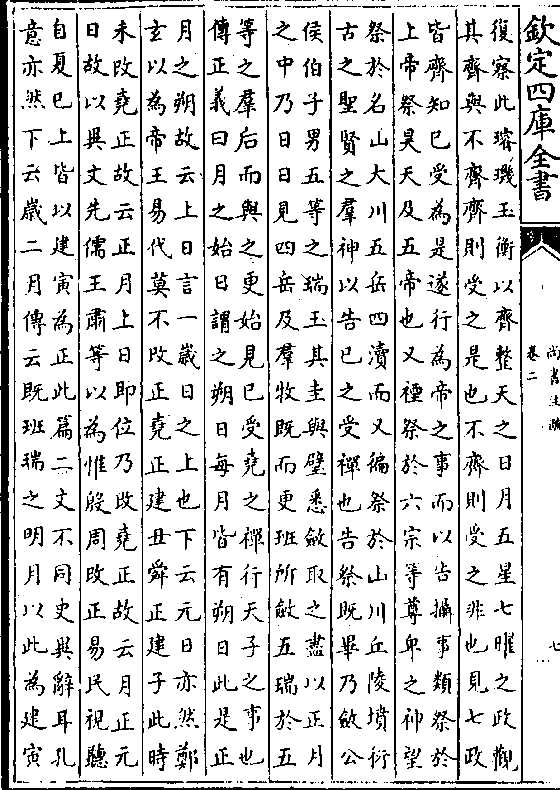 欽定四庫全書
尚書注疏
卷二
七
復察此璿璣玉衡以齊整天之日月五星七曜之政觀
其齊與不齊齊則受之是也不齊則受之非也見七政
皆齊知已受為是遂行為帝之事而以告攝事類祭於
上帝祭昊天及五帝也又禋祭於六宗等尊卑之神望
祭於名山大川五岳四瀆而又徧祭於山川丘陵墳衍
古之聖賢之羣神以告已之受禪也告祭既畢乃斂公
侯伯子男五等之瑞玉其圭與璧悉斂取之盡以正月
之中乃日日見四岳及羣牧既而更班所斂五瑞於五
等之羣后而與之更始見已受堯之禪行天子之事也
傳正義曰月之始日謂之朔日每月皆有朔日此是正
月之朔故云上日言一歲日之上也下云元日亦然鄭
玄以為帝王易代莫不改正堯正建丑舜正建子此時
未改堯正故云正月上日即位乃改堯正故云月正元
日故以異文先儒王肅等以為惟殷周改正易民視聽
自夏已上皆以建寅為正此篇二文不同史異辭耳孔
意亦然下云歲二月傳云既班瑞之明月以此為建寅